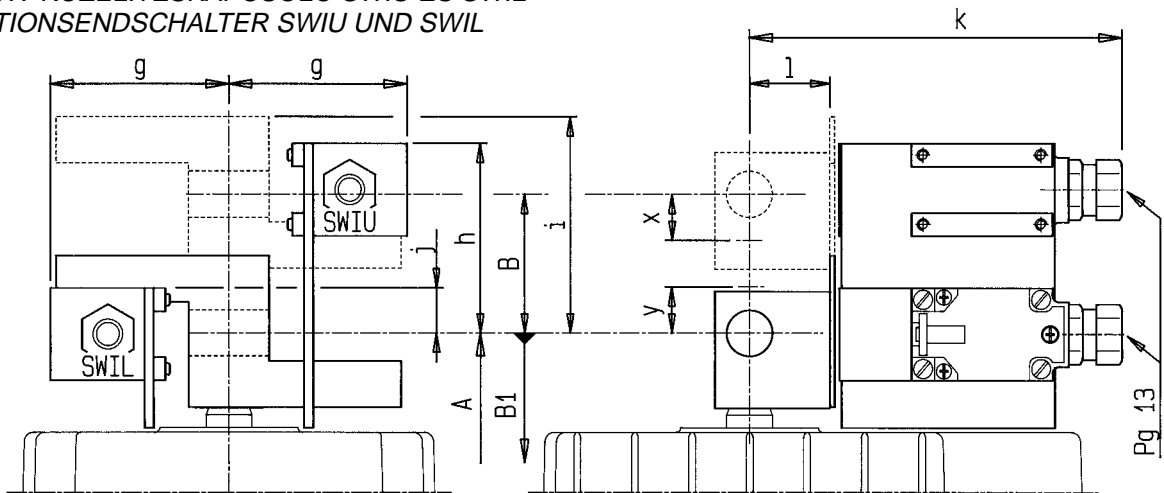 TIONSENDSCHALTER SWIU UND SWIL
g
g
k
l
SWIU
i
h
B
j
x
y
SWIL
A
B1
Pg 13